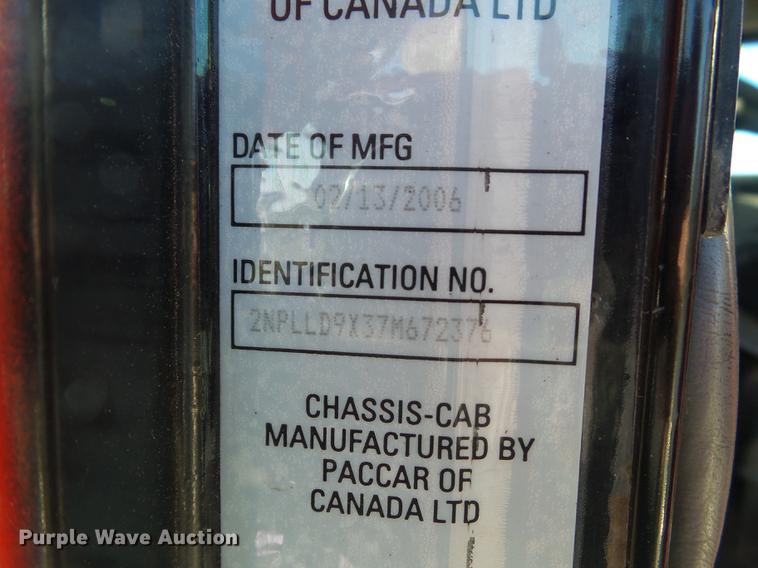 OF CANADA LTD
DATE OF MFG
02/13/2006
IDENTIFICATION NO.
2NPLLD9X37M672376
CHASSIS-CAB
MANUFACTURED BY
PACCAR OF
CANADA LTD
Purple Wave Auction